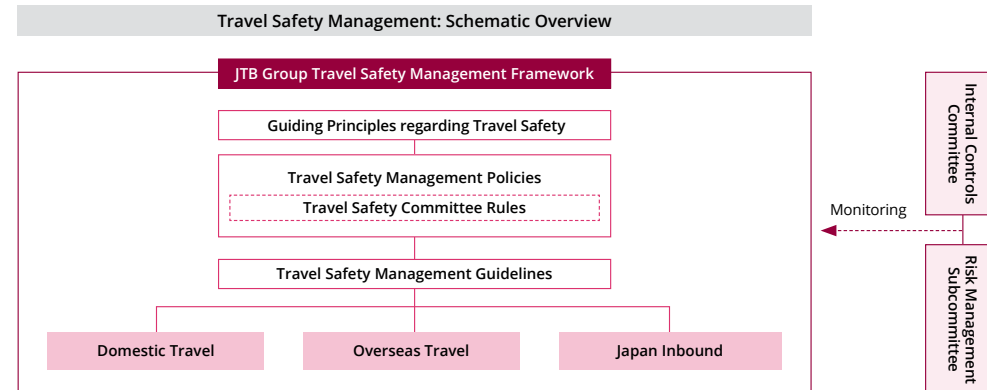 Travel Safety Management: Schematic Overview
JTB Group Travel Safety Management Framework
Guiding Principles regarding Travel Safety
Travel Safety Management Policies
Travel Safety Committee Rules
Travel Safety Management Guidelines
Domestic Travel
Overseas Travel
Japan Inbound
Monitoring
Internal Controls
Committee
Risk Management
Subcommittee